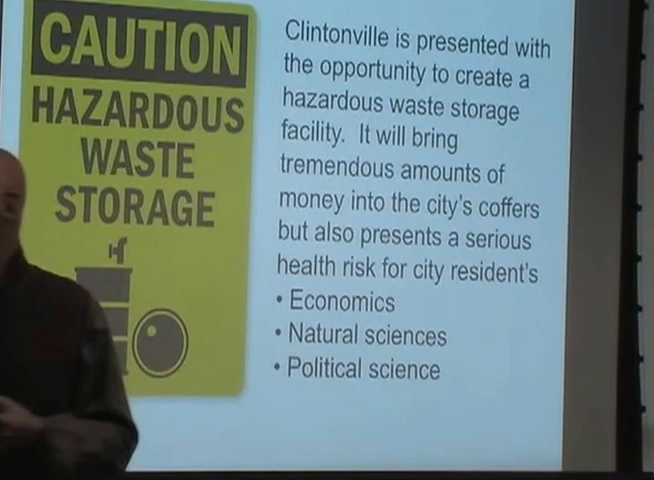 CAUTION
HAZARDOUS
WASTE
STORAGE
Clintonville is presented with
the opportunity to create a
hazardous waste storage
facility. It will bring
tremendous amounts of
money into the city's coffers
but also presents a serious
health risk for city resident's
• Economics
• Natural sciences
• Political science